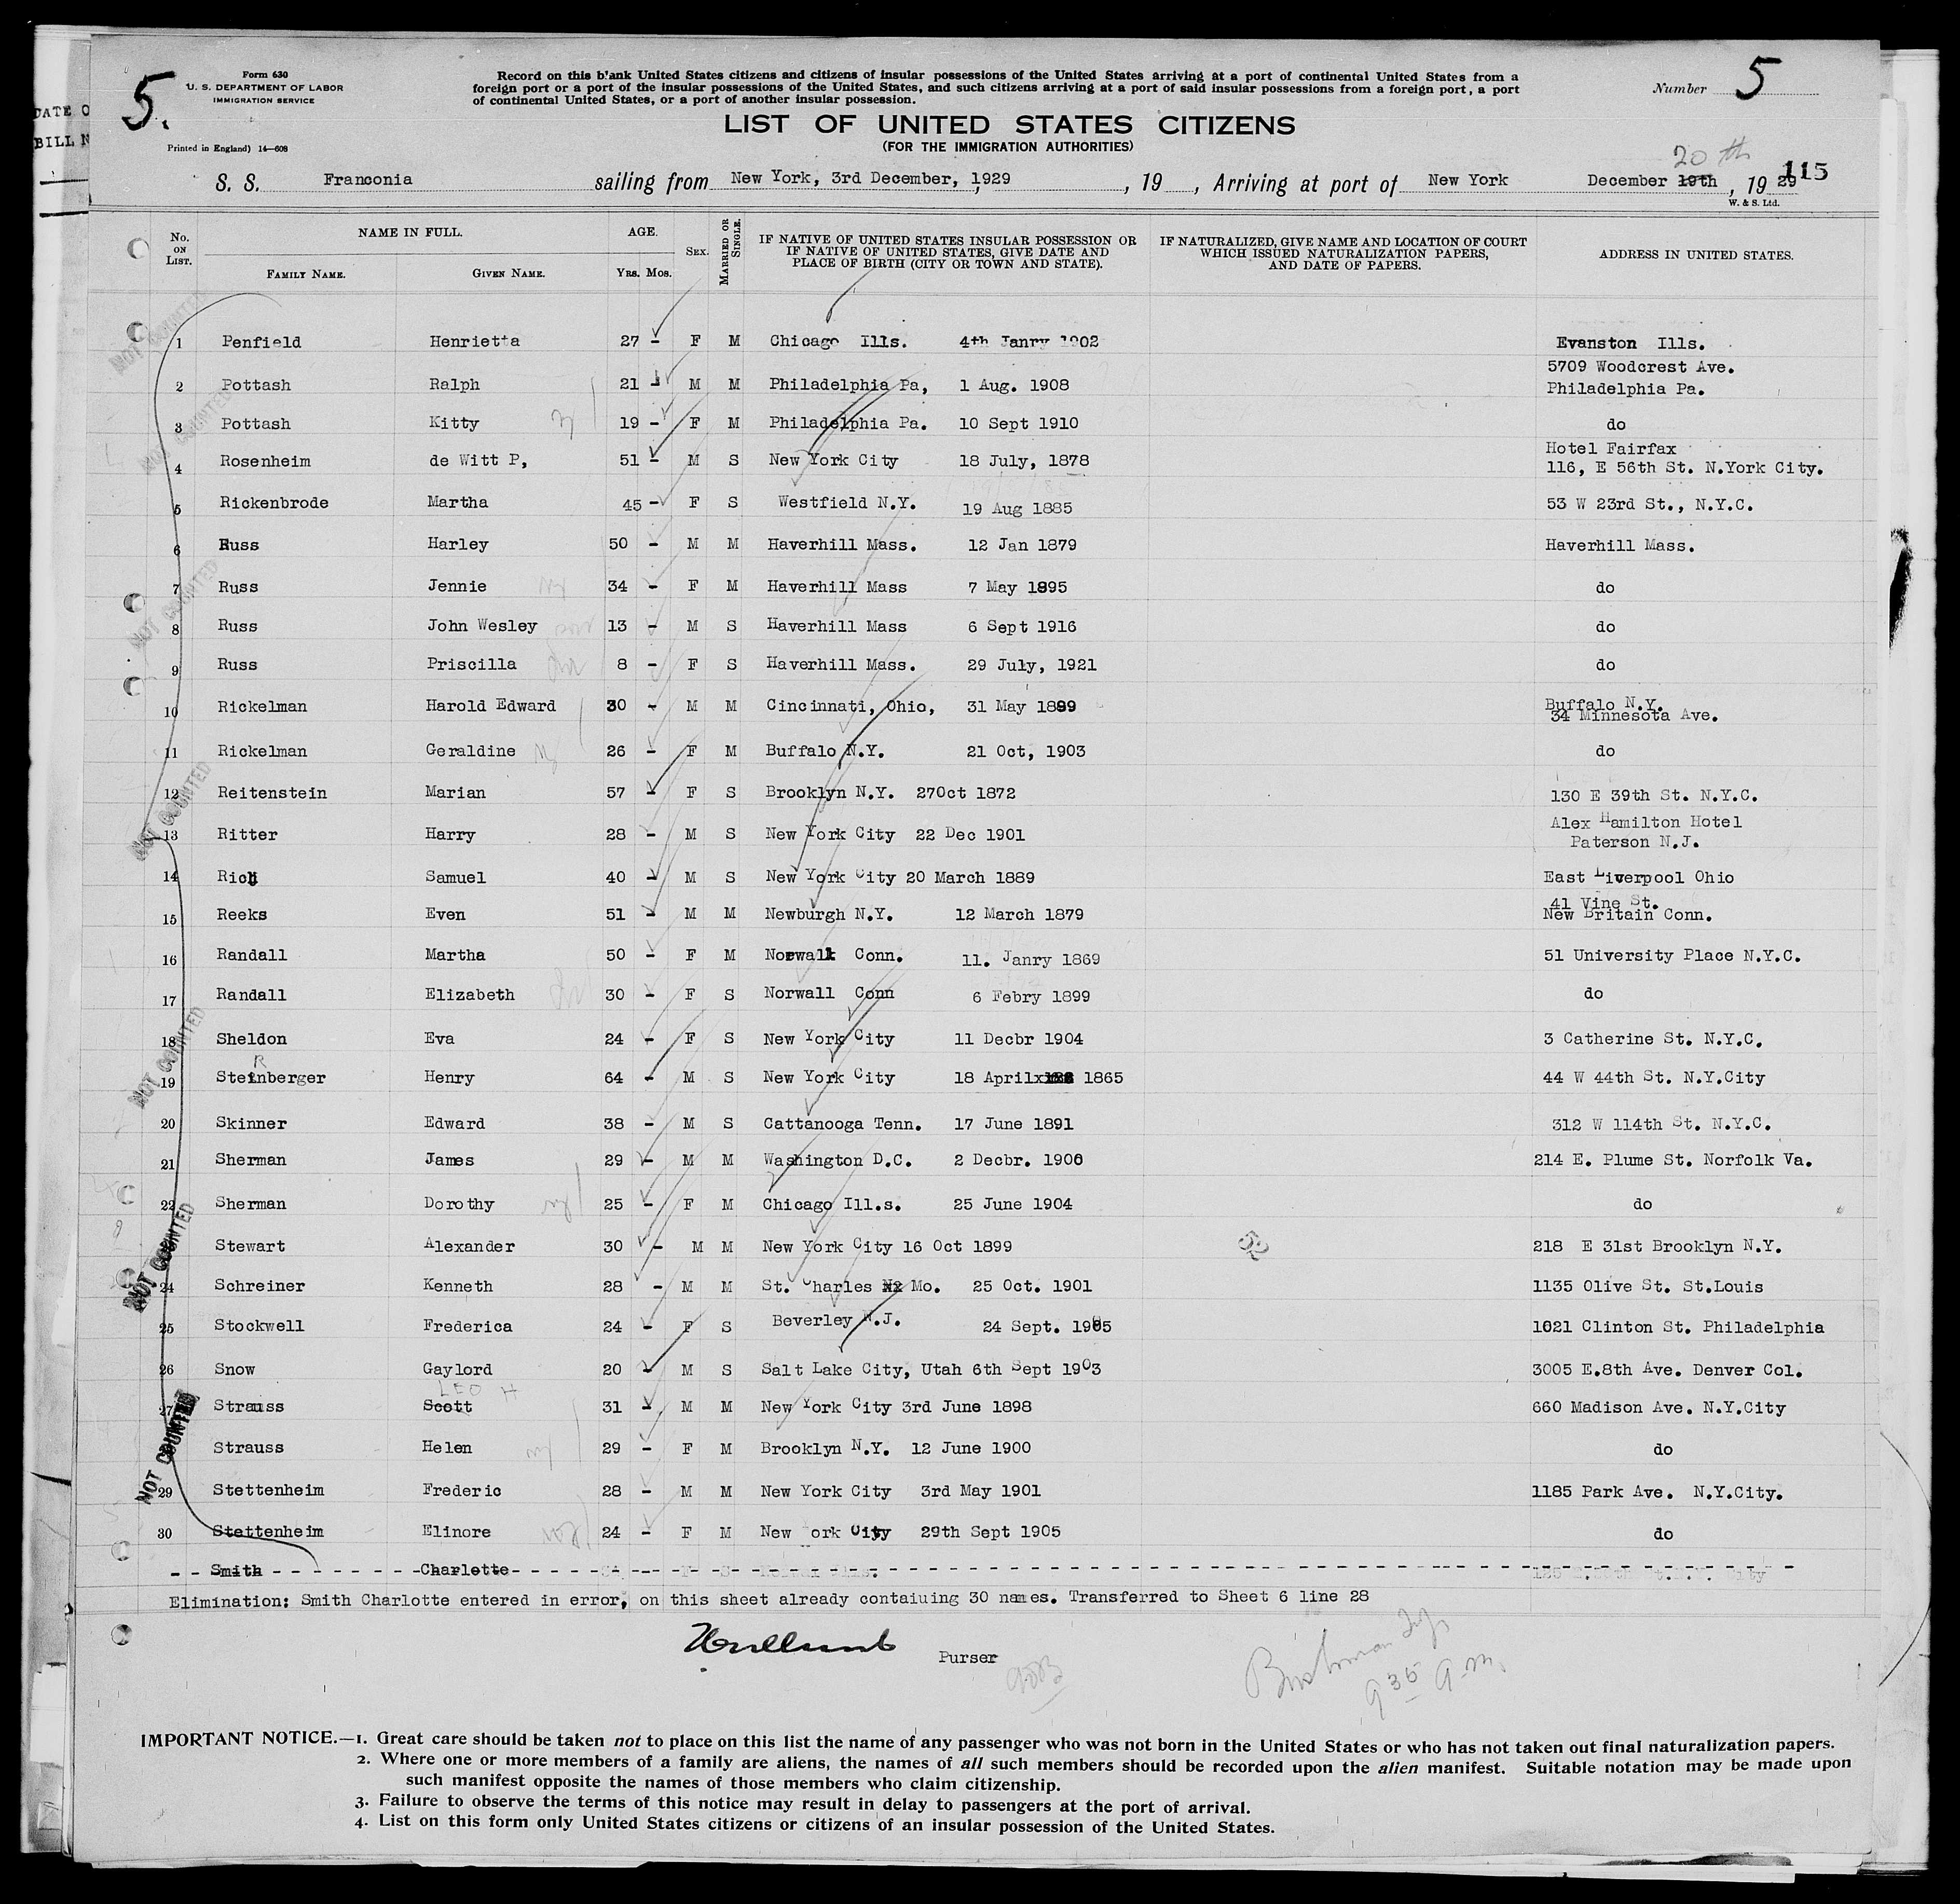 5.
Form 630
U. S. DEPARTMENT OF LABOR
IMMIGRATION SERVICE
Printed in England) 14—608
Record on this b'ank United States citizens and citizens of insular possessions of the United States arriving at a port of continental United States from a
foreign port or a port of the insular possessions of the United States, and such citizens arriving at a port of said insular possessions from a foreign port, a port
of continental United States, or a port of another insular possession.
Number 5
DATE O
BILL N
LIST OF UNITED STATES CITIZENS
(FOR THE IMMIGRATION AUTHORITIES)
20 th
115
S. S. Franconia sailing from New York, 3rd December, 1929, 19 , Arriving at port of New York December 19th, 19 29
W. & S. Ltd.
No. ON LIST. NAME IN FULL. FAMILY NAME. GIVEN NAME. AGE. YRS. MOS. SEX. MARRIED OR SINGLE. IF NATIVE OF UNITED STATES INSULAR POSSESSION OR IF NATIVE OF UNITED STATES, GIVE DATE AND PLACE OF BIRTH (CITY OR TOWN AND STATE). IF NATURALIZED, GIVE NAME AND LOCATION OF COURT WHICH ISSUED NATURALIZATION PAPERS, AND DATE OF PAPERS. ADDRESS IN UNITED STATES.
1 Penfield Henrietta 27 - F M Chicago Ills. 4th Janry 1902 Evanston Ills.
5709 Woodcrest Ave.
2 Pottash Ralph 21 - M M Philadelphia Pa, 1 Aug. 1908 Philadelphia Pa.
3 Pottash Kitty 19 - F M Philadelphia Pa. 10 Sept 1910 do
Hotel Fairfax
4 Rosenheim de Witt P, 51 - M S New York City 18 July, 1878 116, E 56th St. N.York City.
5 Rickenbrode Martha 45 - F S Westfield N.Y. 19 Aug 1885 53 W 23rd St., N.Y.C.
6 Russ Harley 50 - M M Haverhill Mass. 12 Jan 1879 Haverhill Mass.
7 Russ Jennie 34 - F M Haverhill Mass 7 May 1895 do
8 Russ John Wesley 13 - M S Haverhill Mass 6 Sept 1916 do
9 Russ Priscilla 8 - F S Haverhill Mass. 29 July, 1921 do
Buffalo N.Y.
10 Rickelman Harold Edward 30 - M M Cincinnati, Ohio, 31 May 1899 34 Minnesota Ave.
11 Rickelman Geraldine 26 - F M Buffalo N.Y. 21 Oct, 1903 do
12 Reitenstein Marian 57 - F S Brooklyn N.Y. 27Oct 1872 130 E 39th St. N.Y.C.
Alex Hamilton Hotel
13 Ritter Harry 28 - M S New York City 22 Dec 1901 Paterson N.J.
14 Rich Samuel 40 - M S New York City 20 March 1889 East Liverpool Ohio
41 Vine St.
15 Reeks Even 51 - M M Newburgh N.Y. 12 March 1879 New Britain Conn.
16 Randall Martha 50 - F M Norwalk Conn. 11. Janry 1869 51 University Place N.Y.C.
17 Randall Elizabeth 30 - F S Norwall Conn 6 Febry 1899 do
18 Sheldon Eva 24 - F S New York City 11 Decbr 1904 3 Catherine St. N.Y.C.
R
19 Steinberger Henry 64 - M S New York City 18 April 1865 44 W 44th St. N.Y.City
20 Skinner Edward 38 - M S Cattanooga Tenn. 17 June 1891 312 W 114th St. N.Y.C.
21 Sherman James 29 - M M Washington D.C. 2 Decbr. 1900 214 E. Plume St. Norfolk Va.
22 Sherman Dorothy 25 - F M Chicago Ill.s. 25 June 1904 do
Stewart Alexander 30 - M M New York City 16 Oct 1899 52 218 E 31st Brooklyn N.Y.
24 Schreiner Kenneth 28 - M M St. Charles Mo. 25 Oct. 1901 1135 Olive St. St.Louis
25 Stockwell Frederica 24 - F S Beverley N.J. 24 Sept. 1905 1021 Clinton St. Philadelphia
26 Snow Gaylord 20 - M S Salt Lake City, Utah 6th Sept 1903 3005 E.8th Ave. Denver Col.
LEO H
27 Strauss Scott 31 - M M New York City 3rd June 1898 660 Madison Ave. N.Y.City
Strauss Helen 29 - F M Brooklyn N.Y. 12 June 1900 do
29 Stettenheim Frederic 28 - M M New York City 3rd May 1901 1185 Park Ave. N.Y.City.
30 Stettenheim Elinore 24 - F M New ork City 29th Sept 1905 do
Smith Charlotte F S
Elimination: Smith Charlotte entered in error, on this sheet already contaiuing 30 names. Transferred to Sheet 6 line 28
NOT COUNTED
NOT COUNTED
NOT COUNTED
NOT COUNTED
NOT COUNTED
NOT COUNTED
NOT COUNTED
Purser
9 35 a.m.
IMPORTANT NOTICE.—1. Great care should be taken not to place on this list the name of any passenger who was not born in the United States or who has not taken out final naturalization papers.
2. Where one or more members of a family are aliens, the names of all such members should be recorded upon the alien manifest. Suitable notation may be made upon
such manifest opposite the names of those members who claim citizenship.
3. Failure to observe the terms of this notice may result in delay to passengers at the port of arrival.
4. List on this form only United States citizens or citizens of an insular possession of the United States.